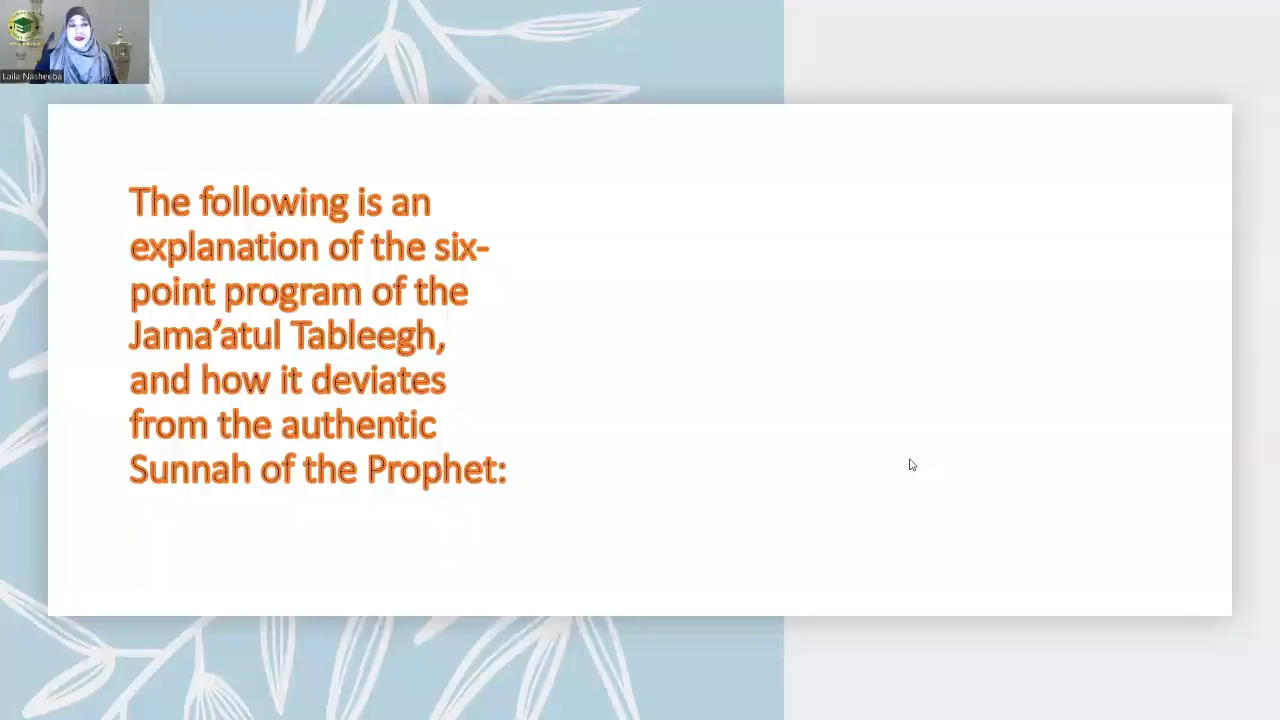 Laila Nasheeba
The following is an
explanation of the six-
point program of the
Jama’atul Tableegh,
and how it deviates
from the authentic
Sunnah of the Prophet: